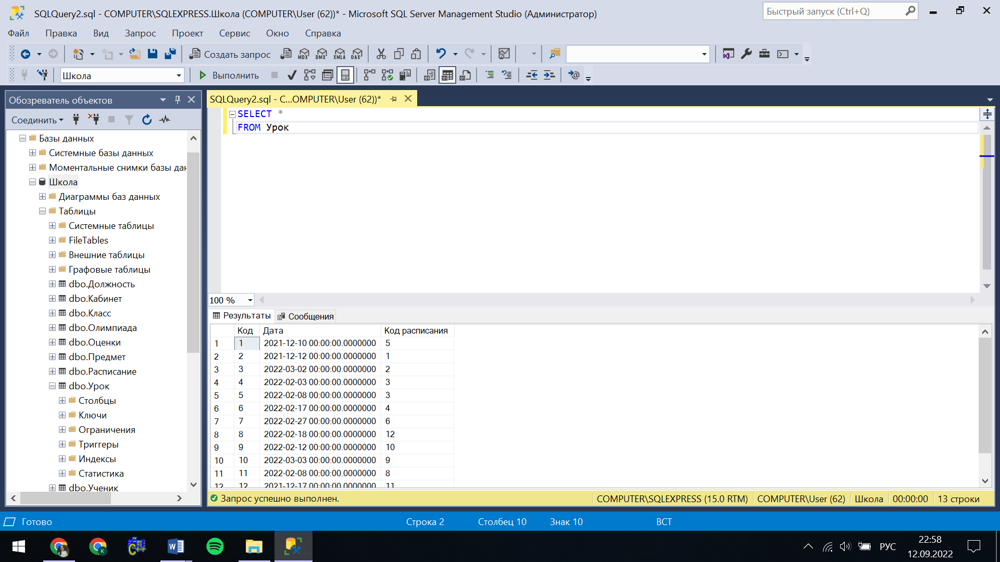 SQLQuery2.sql - COMPUTER\SQLEXPRESS.Школа (COMPUTER\User (62))* - Microsoft SQL Server Management Studio (Администратор)
Быстрый запуск (Ctrl+Q)
Файл Правка Вид Запрос Проект Сервис Окно Справка
Создать запрос MDX DMX XMLA DAX
Школа Выполнить
Обозреватель объектов
SQLQuery2.sql - C...OMPUTER\User (62))*
Соединить
SELECT *
FROM Урок
Базы данных
Системные базы данных
Моментальные снимки базы дан
Школа
Диаграммы баз данных
Таблицы
Системные таблицы
FileTables
Внешние таблицы
Графовые таблицы
dbo.Должность
dbo.Кабинет
dbo.Класс
dbo.Олимпиада
dbo.Оценки
dbo.Предмет
dbo.Расписание
dbo.Урок
Столбцы
Ключи
Ограничения
Триггеры
Индексы
Статистика
dbo.Ученик
100 %
Результаты Сообщения
Код Дата Код расписания
1 1 2021-12-10 00:00:00.0000000 5
2 2 2021-12-12 00:00:00.0000000 1
3 3 2022-03-02 00:00:00.0000000 2
4 4 2022-02-03 00:00:00.0000000 3
5 5 2022-02-08 00:00:00.0000000 3
6 6 2022-02-17 00:00:00.0000000 4
7 7 2022-02-27 00:00:00.0000000 6
8 8 2022-02-18 00:00:00.0000000 12
9 9 2022-02-12 00:00:00.0000000 10
10 10 2022-03-03 00:00:00.0000000 9
11 11 2022-02-08 00:00:00.0000000 8
12 12 2021-12-17 00:00:00.0000000 11
Запрос успешно выполнен. COMPUTER\SQLEXPRESS (15.0 RTM) COMPUTER\User (62) Школа 00:00:00 13 строки
Готово Строка 2 Столбец 10 Знак 10 ВСТ
K C++ РУС 22:58
12.09.2022